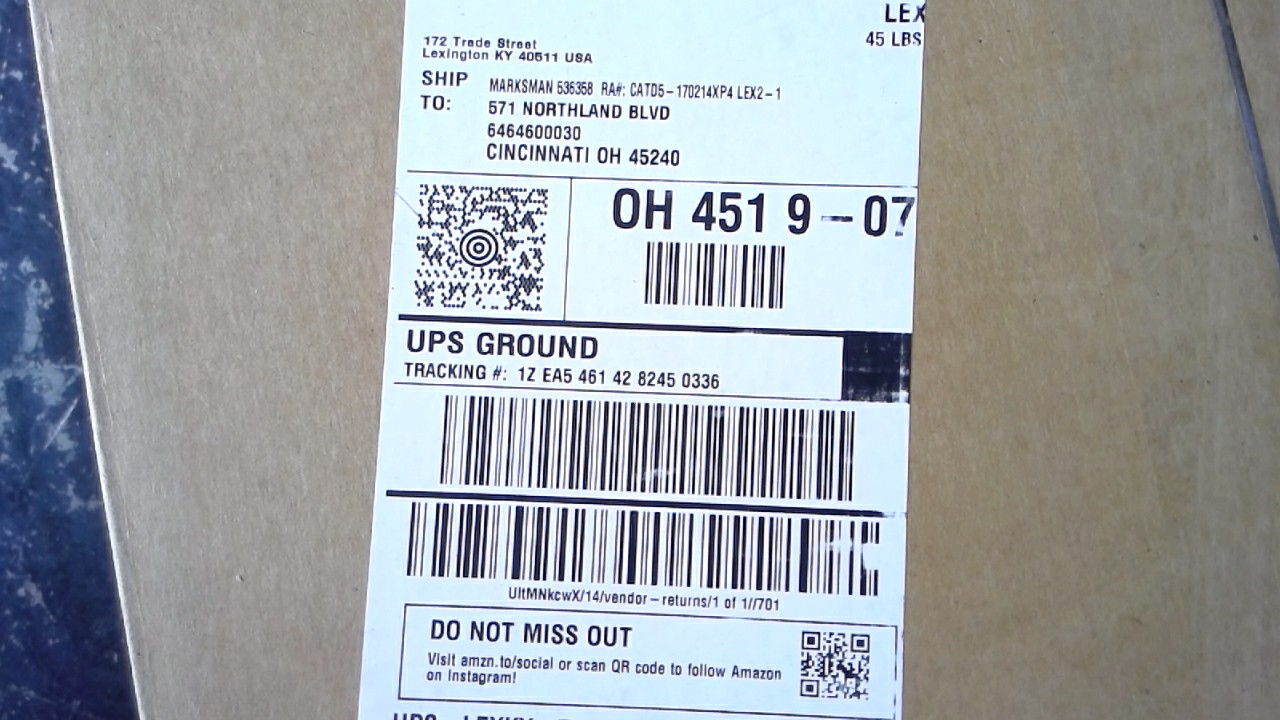 LEX
45 LBS
172 Trade Street
Lexington KY 40511 USA
SHIP TO:
MARKSMAN 536358 RA#: CATD5-170214XP4 LEX2-1
571 NORTHLAND BLVD
6464600030
CINCINNATI OH 45240
OH 451 9-07
UPS GROUND
TRACKING #: 1Z EA5 461 42 8245 0336
UltMNkcwX/14/vendor-returns/1 of 1//701
DO NOT MISS OUT
Visit amzn.to/social or scan QR code to follow Amazon
on Instagram!